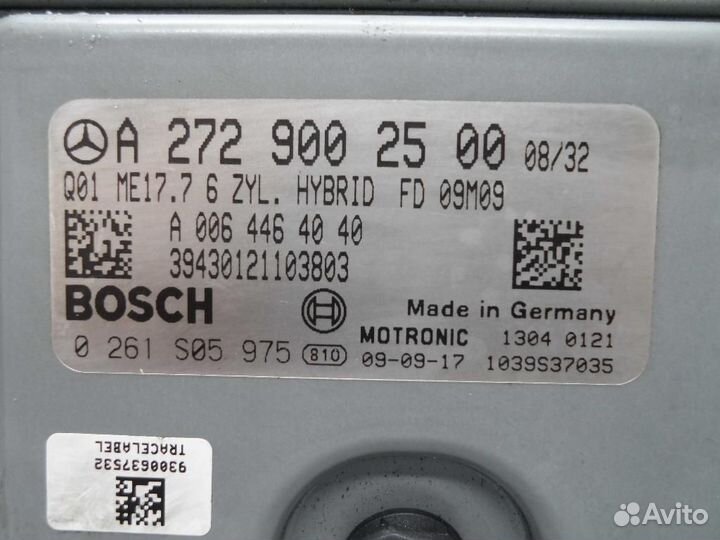 A 272 900 25 00 08/32
Q01 ME17.7 6 ZYL. HYBRID FD 09M09
A 006 446 40 40
39430121103803
BOSCH
Made in Germany
MOTRONIC 1304 0121
0 261 S05 975 810 09-09-17 1039S37035
9300637532
TRACELABEL
Avito